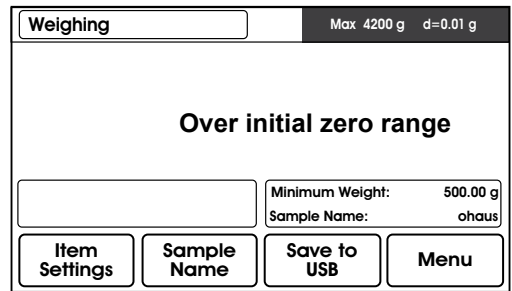 Weighing
Max 4200 g d=0.01 g
Over initial zero range
Minimum Weight: 500.00 g
Sample Name: ohaus
Item Settings
Sample Name
Save to USB
Menu